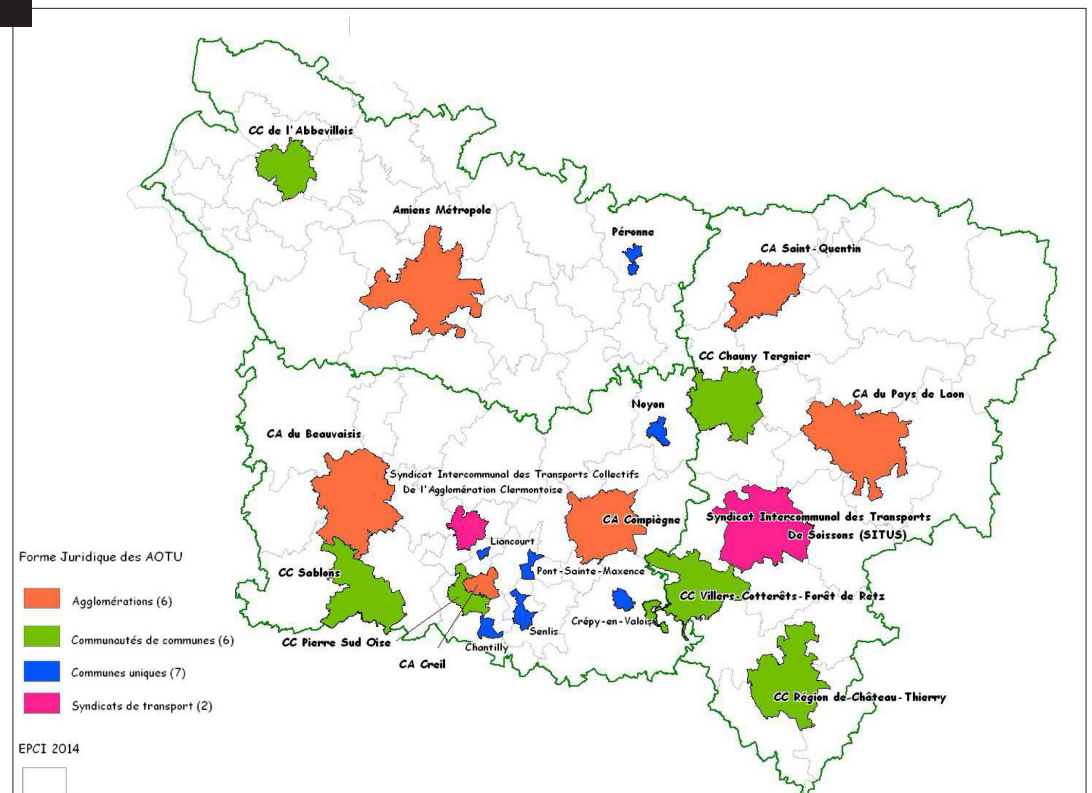 CC de l'Abbevillois
Amiens Métropole
Péronne
CA Saint-Quentin
CC Chauny Tergnier
CA du Pays de Laon
Noyon
CA du Beauvaisis
Syndicat Intercommunal des Transports Collectifs
De l'Agglomération Clermontoise
CA Compiègne
Syndicat Intercommunal des Transports
De Soissons (SITUS)
Liancourt
Pont-Sainte-Maxence
CC Sablons
CC Villers-Cotterêts-Forêt de Retz
Crépy-en-Valois
Senlis
CC Pierre Sud Oise
Chantilly
CA Creil
CC Région de Château-Thierry
Forme Juridique des AOTU
Agglomérations (6)
Communautés de communes (6)
Communes uniques (7)
Syndicats de transport (2)
EPCI 2014